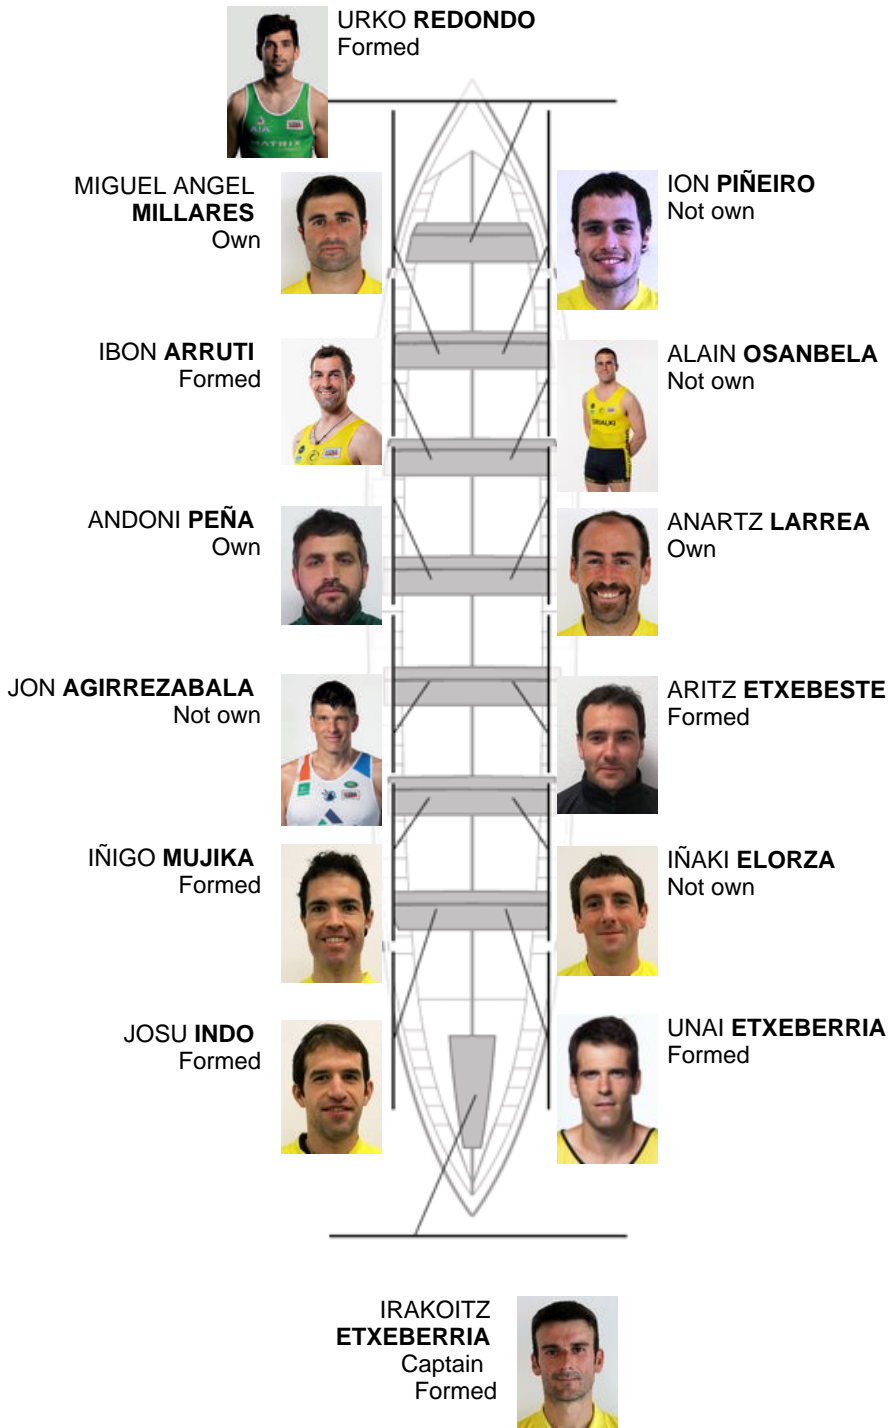 URKO REDONDO
Formed
AIA
MATRIX
MIGUEL ANGEL
MILLARES
Own
ION PIÑEIRO
Not own
IBON ARRUTI
Formed
ALAIN OSANBELA
Not own
ANDONI PEÑA
Own
ANARTZ LARREA
Own
JON AGIRREZABALA
Not own
ARITZ ETXEBESTE
Formed
IÑIGO MUJIKA
Formed
IÑAKI ELORZA
Not own
JOSU INDO
Formed
UNAI ETXEBERRIA
Formed
IRAKOITZ
ETXEBERRIA
Captain
Formed